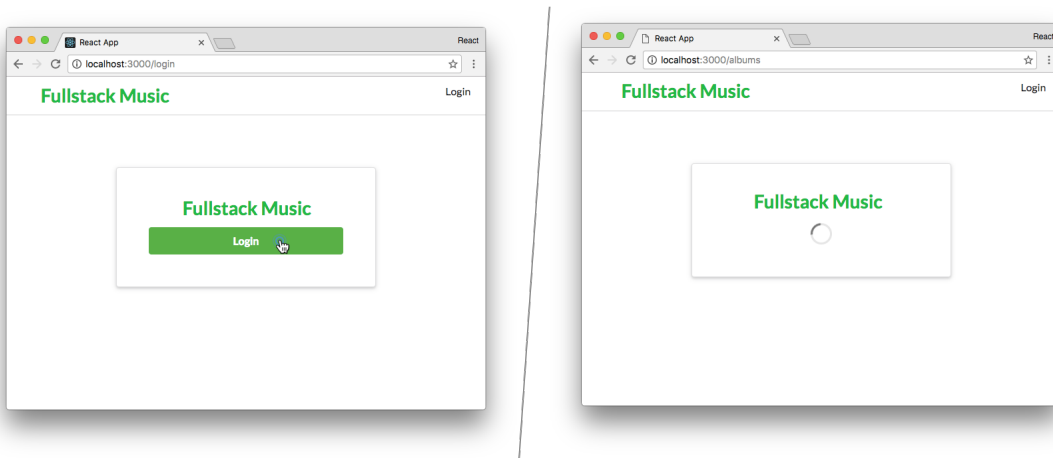 React App
React
localhost:3000/login
Fullstack Music
Login
Fullstack Music
Login
React App
React
localhost:3000/albums
Fullstack Music
Login
Fullstack Music